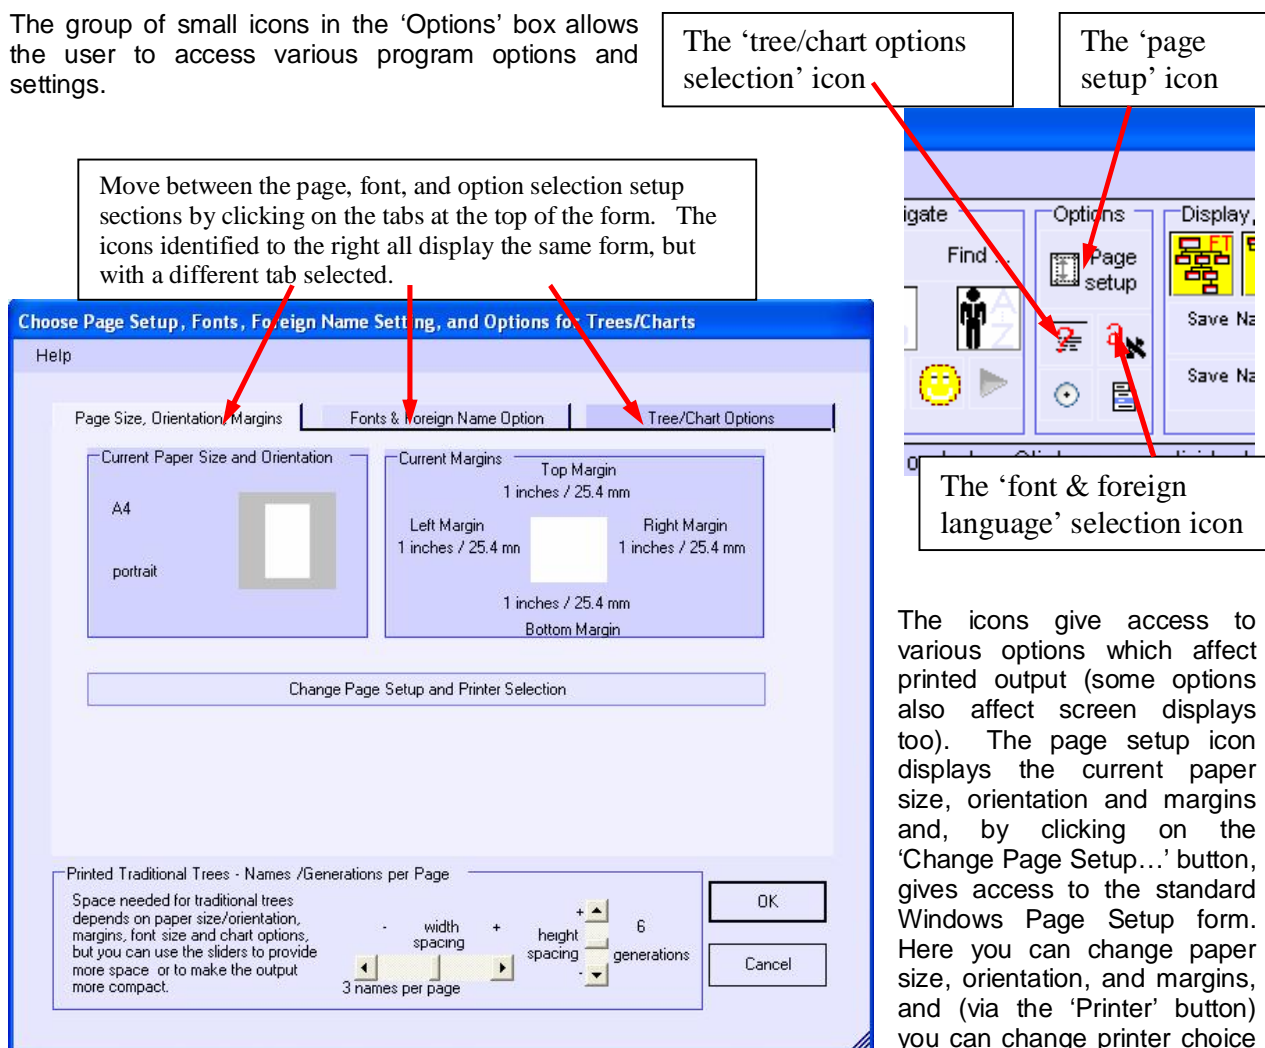 The group of small icons in the ‘Options’ box allows
the user to access various program options and
settings.
The ‘tree/chart options
selection’ icon
The ‘page
setup’ icon
Move between the page, font, and option selection setup
sections by clicking on the tabs at the top of the form. The
icons identified to the right all display the same form, but
with a different tab selected.
igate
Options
Display,
Find ...
Page
setup
ET
A
Z
Save Na
Save Na
The ‘font & foreign
language’ selection icon
Choose Page Setup, Fonts, Foreign Name Setting, and Options for Trees/Charts
Help
Page Size, Orientation, Margins
Fonts & Foreign Name Option
Tree/Chart Options
Current Paper Size and Orientation
A4
portrait
Current Margins
Top Margin
1 inches / 25.4 mm
Left Margin
1 inches / 25.4 mn
Right Margin
1 inches / 25.4 mm
1 inches / 25.4 mm
Bottom Margin
Change Page Setup and Printer Selection
Printed Traditional Trees - Names /Generations per Page
Space needed for traditional trees
depends on paper size/orientation,
margins, font size and chart options,
but you can use the sliders to provide
more space or to make the output
more compact.
- width +
spacing
3 names per page
+
height
spacing
-
6
generations
OK
Cancel
The icons give access to
various options which affect
printed output (some options
also affect screen displays
too). The page setup icon
displays the current paper
size, orientation and margins
and, by clicking on the
‘Change Page Setup…’ button,
gives access to the standard
Windows Page Setup form.
Here you can change paper
size, orientation, and margins,
and (via the ‘Printer’ button)
you can change printer choice